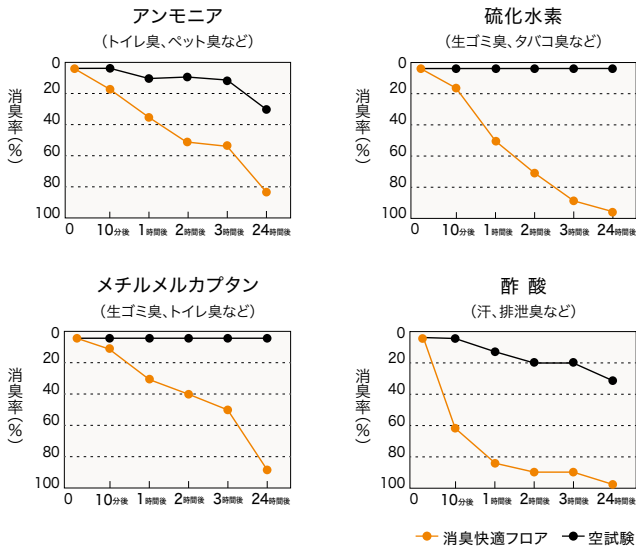 アンモニア
(トイレ臭、ペット臭など)
消臭率(%)
0
20
40
60
80
100
0 10分後 1時間後 2時間後 3時間後 24時間後
硫化水素
(生ゴミ臭、タバコ臭など)
消臭率(%)
0
20
40
60
80
100
0 10分後 1時間後 2時間後 3時間後 24時間後
メチルメルカプタン
(生ゴミ臭、トイレ臭など)
消臭率(%)
0
20
40
60
80
100
0 10分後 1時間後 2時間後 3時間後 24時間後
酢 酸
(汗、排泄臭など)
消臭率(%)
0
20
40
60
80
100
0 10分後 1時間後 2時間後 3時間後 24時間後
消臭快適フロア 空試験